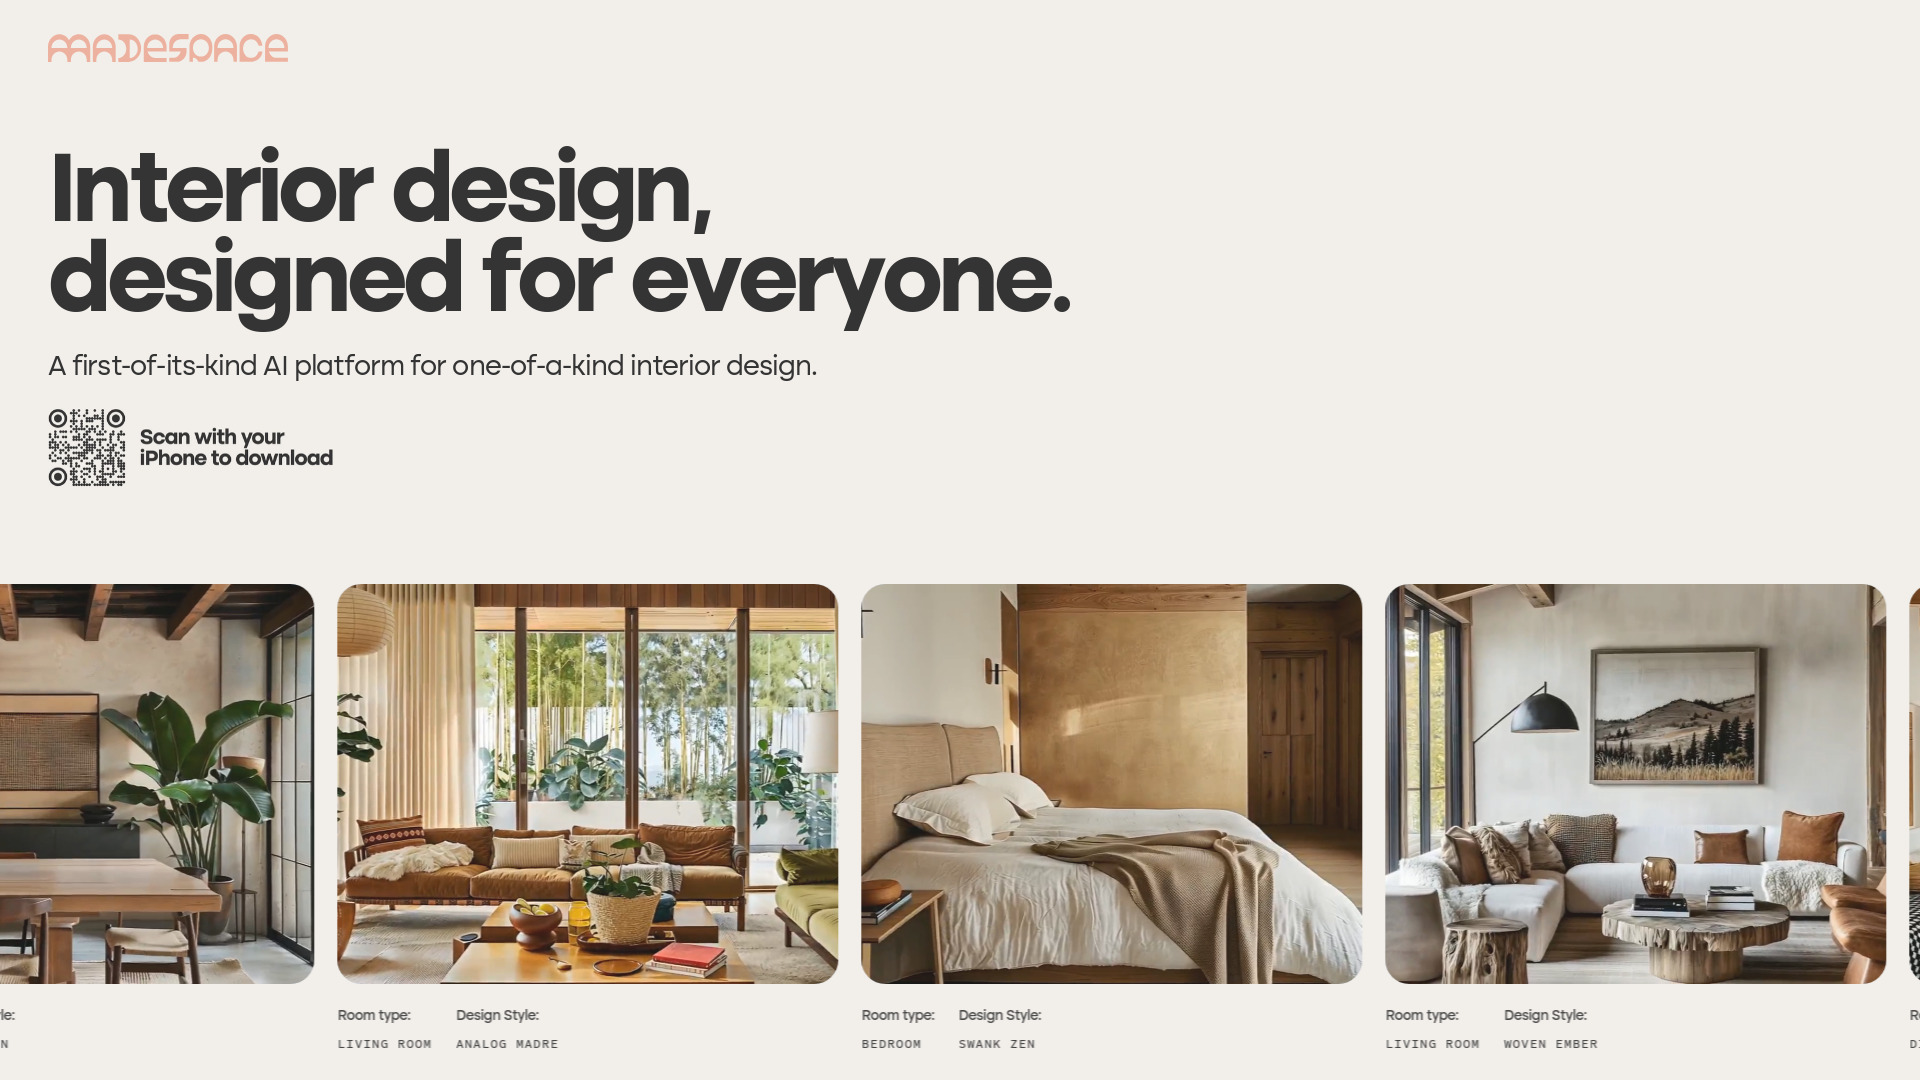 MADESPACE
Interior design,
designed for everyone.
A first-of-its-kind AI platform for one-of-a-kind interior design.
Scan with your
iPhone to download
Room type:
LIVING ROOM
Design Style:
ANALOG MADRE
Room type:
BEDROOM
Design Style:
SWANK ZEN
Room type:
LIVING ROOM
Design Style:
WOVEN EMBER